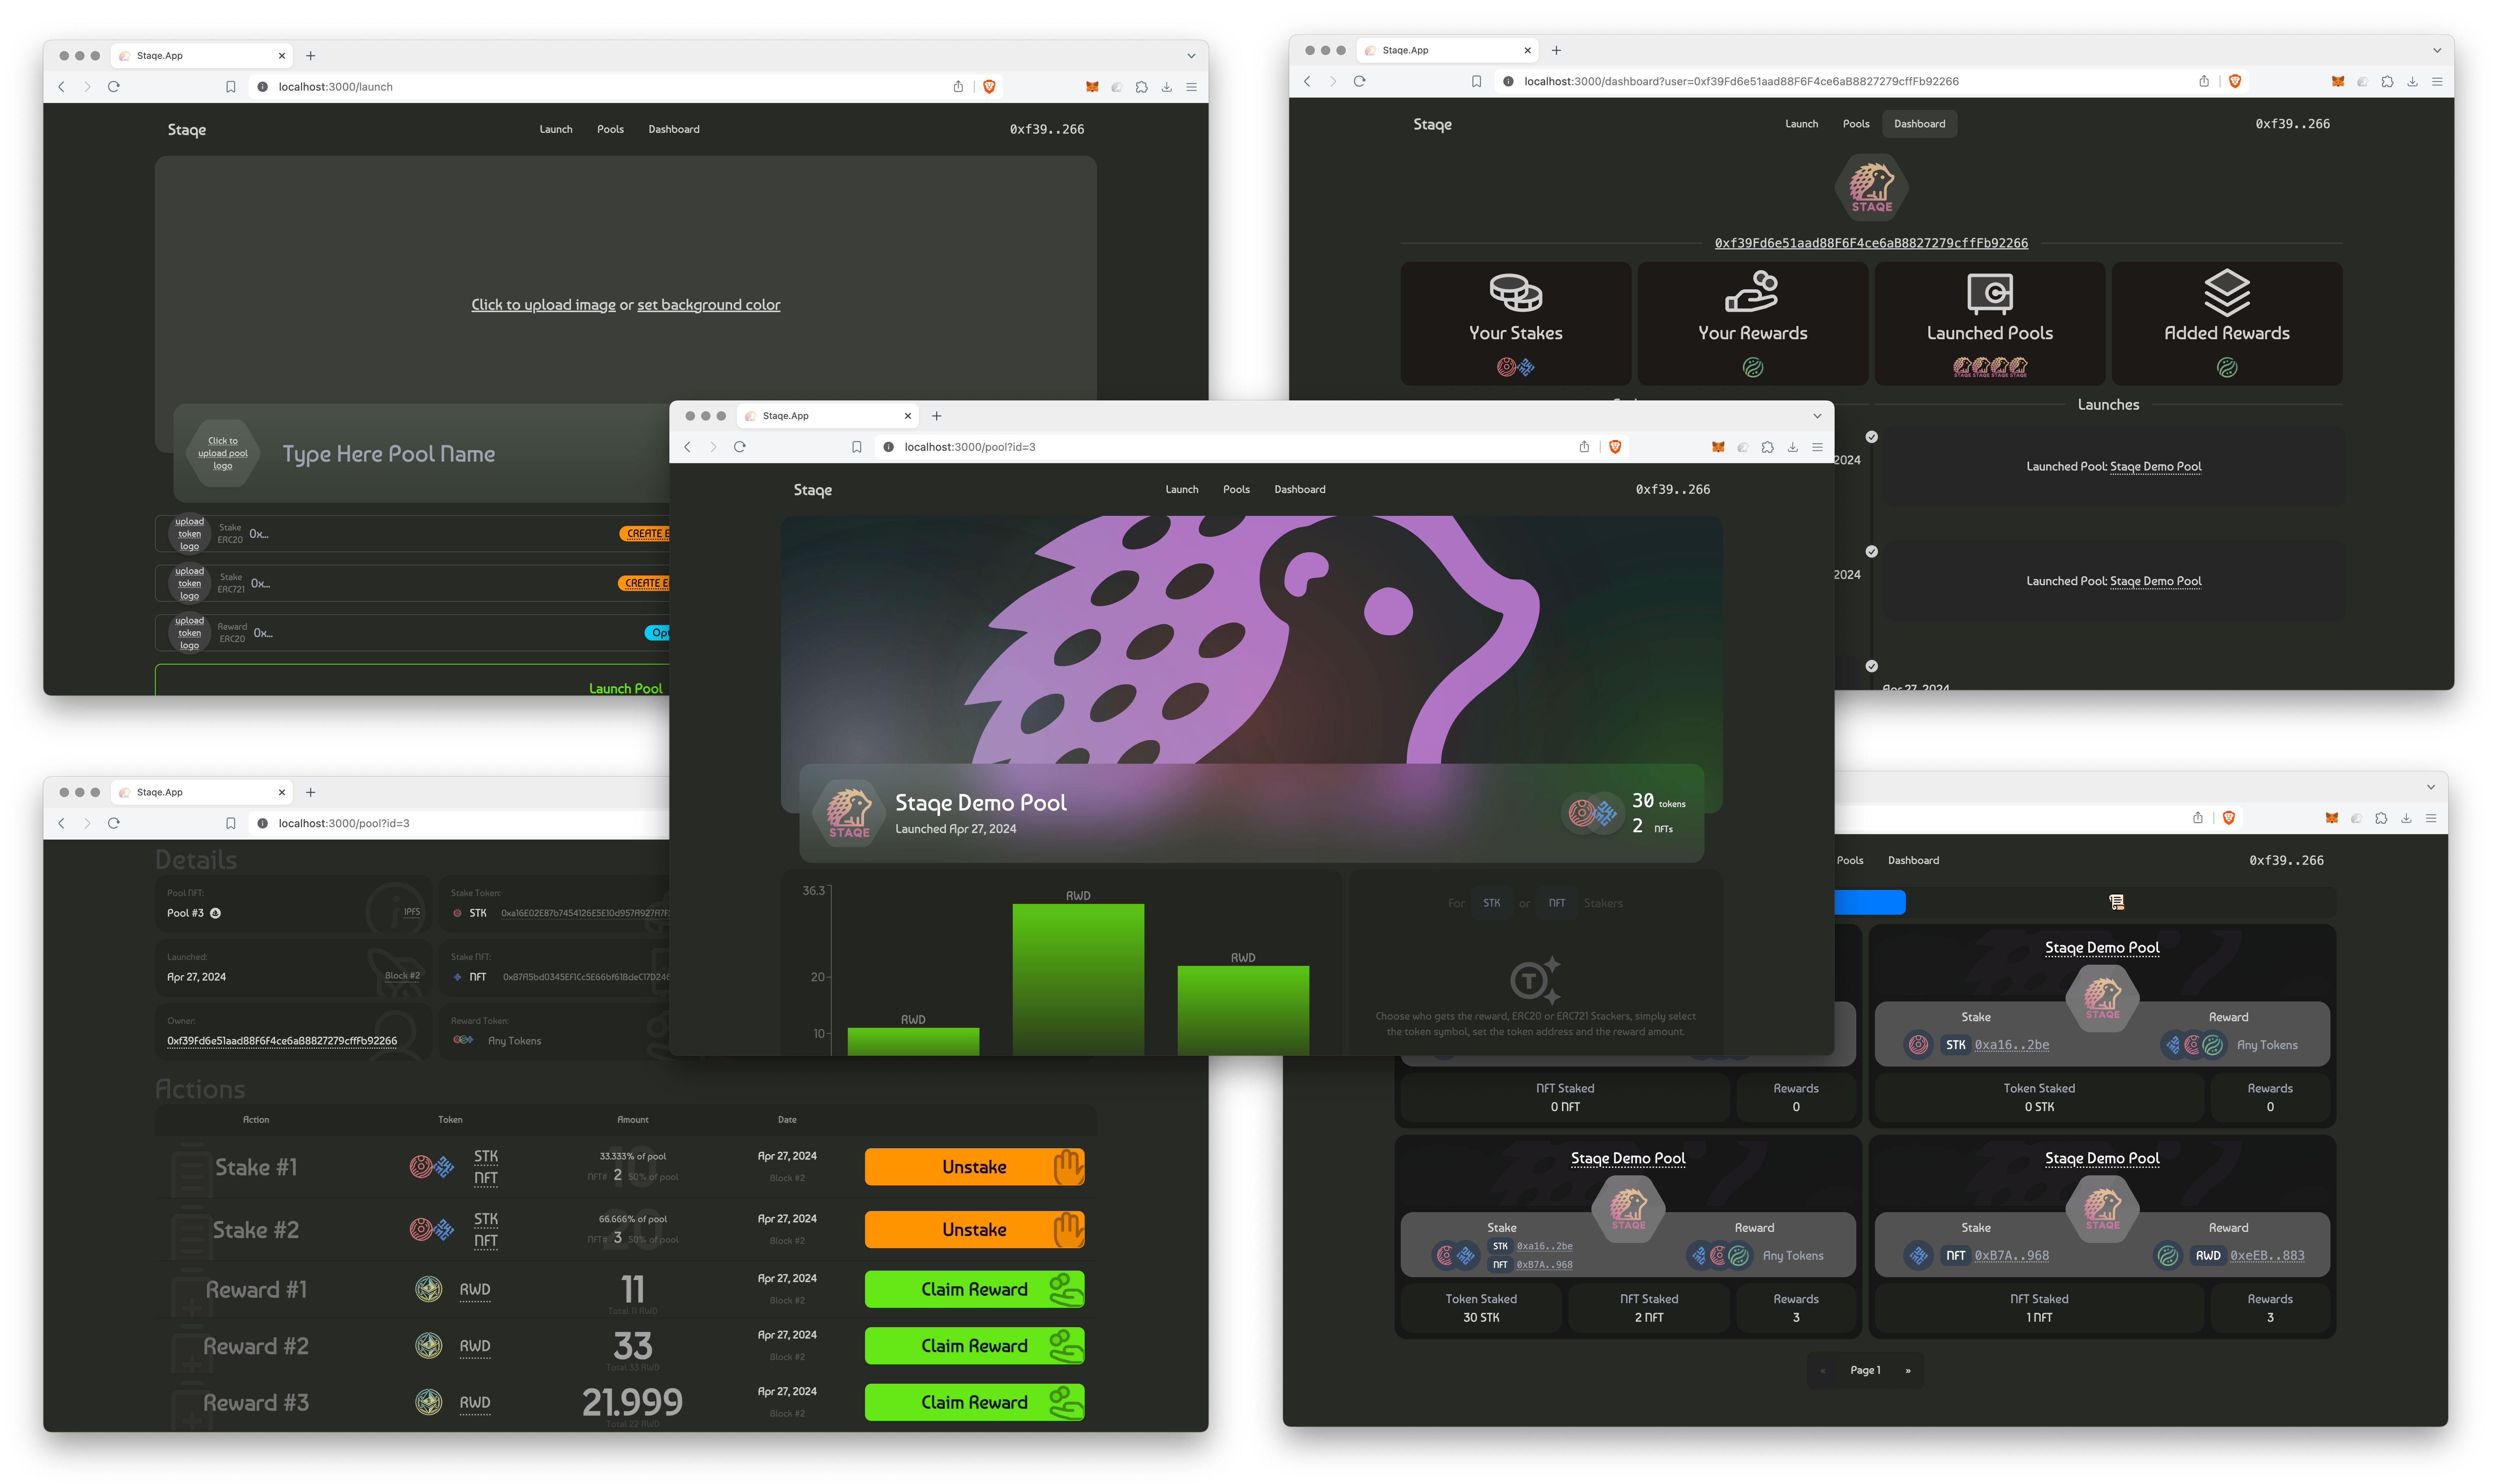 Staqe.App
localhost:3000/launch
Staqe
Launch
Pools
Dashboard
0xf39..266
Click to upload image or set background color
Click to upload pool logo
Type Here Pool Name
upload token logo
Stake ERC20
0x...
CREATE E
upload token logo
Stake ERC721
0x...
CREATE E
upload token logo
Reward ERC20
0x...
Launch Pool
Staqe.App
localhost:3000/dashboard?user=0xf39Fd6e51aad88F6F4ce6aB8827279cffFb92266
Staqe
Launch
Pools
Dashboard
0xf39..266
STAQE
0xf39Fd6e51aad88F6F4ce6aB8827279cffFb92266
Your Stakes
Your Rewards
Launched Pools
Added Rewards
Launches
2024
Launched Pool: Staqe Demo Pool
2024
Launched Pool: Staqe Demo Pool
Apr 27, 2024
Staqe.App
localhost:3000/pool?id=3
Staqe
Launch
Pools
Dashboard
0xf39..266
STAQE
Staqe Demo Pool
Launched Apr 27, 2024
30 tokens
2 NFTs
36.3
20
10
RWD
RWD
RWD
For STK or NFT Stakers
Choose who gets the reward, ERC20 or ERC721 Stackers, simply select
the token symbol, set the token address and the reward amount.
Staqe.App
localhost:3000/pool?id=3
Details
Pool NFT:
Pool #3
IPFS
Stake Token:
STK
Launched:
Apr 27, 2024
Block #2
Stake NFT:
NFT
Owner:
0xf39Fd6e51aad88F6F4ce6aB8827279cffFb92266
Reward Token:
Any Tokens
Actions
Action
Token
Amount
Date
Stake #1
STK
NFT
10
33.333% of pool
NFT# 2 50% of pool
Apr 27, 2024
Block #2
Unstake
Stake #2
STK
NFT
20
66.666% of pool
NFT# 3 50% of pool
Apr 27, 2024
Block #2
Unstake
Reward #1
RWD
11
Total 11 RWD
Apr 27, 2024
Block #2
Claim Reward
Reward #2
RWD
33
Total 33 RWD
Apr 27, 2024
Block #2
Claim Reward
Reward #3
RWD
21.999
Total 22 RWD
Apr 27, 2024
Block #2
Claim Reward
Pools
Dashboard
0xf39..266
Staqe Demo Pool
STAQE
Stake
STK 0xa16..2be
Reward
Any Tokens
NFT Staked
0 NFT
Rewards
0
Token Staked
0 STK
Rewards
0
Staqe Demo Pool
STAQE
Stake
STK 0xa16..2be
NFT 0xB7A..968
Reward
Any Tokens
Token Staked
30 STK
NFT Staked
2 NFT
Rewards
3
Staqe Demo Pool
STAQE
Stake
NFT 0xB7A..968
Reward
RWD 0xeEB..883
NFT Staked
1 NFT
Rewards
3
« Page 1 »